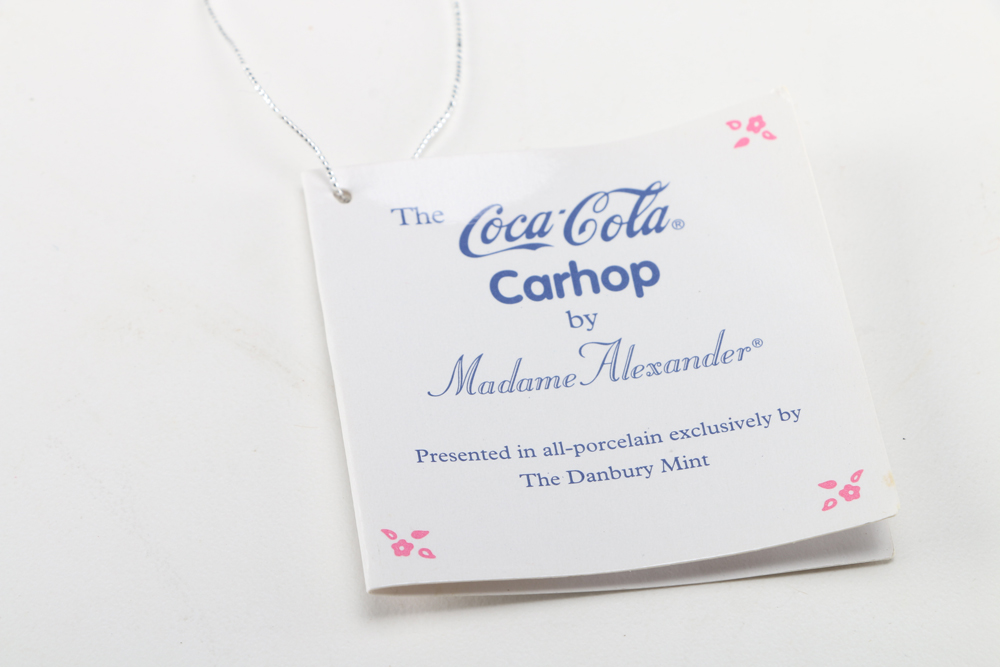 The Coca-Cola®
Carhop
by
Madame Alexander®
Presented in all-porcelain exclusively by
The Danbury Mint